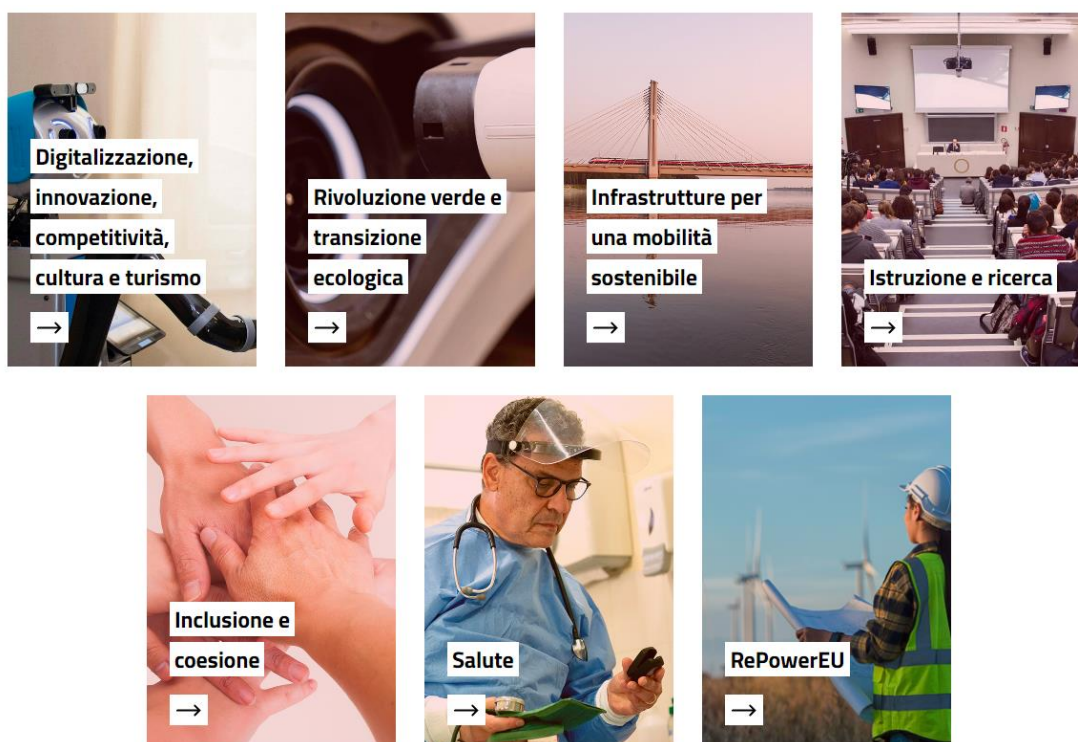 Digitalizzazione,
innovazione,
competitività,
cultura e turismo
→
Rivoluzione verde e
transizione
ecologica
→
Infrastrutture per
una mobilità
sostenibile
→
Istruzione e ricerca
→
Inclusione e
coesione
→
Salute
→
RePowerEU
→